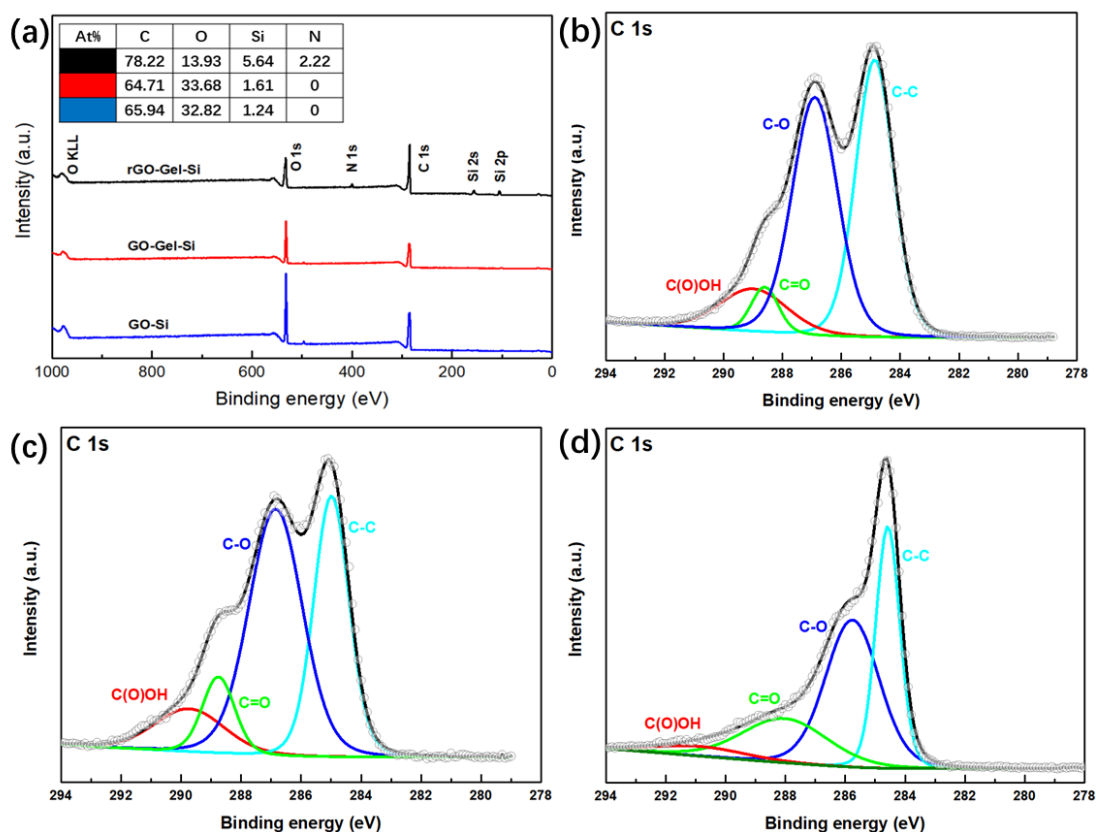 (a)
At% C O Si N
78.22 13.93 5.64 2.22
64.71 33.68 1.61 0
65.94 32.82 1.24 0
O KLL
O 1s
N 1s
C 1s
Si 2s
Si 2p
rGO-Gel-Si
GO-Gel-Si
GO-Si
Intensity (a.u.)
1000 800 600 400 200 0
Binding energy (eV)
(b)
C 1s
C-C
C-O
C(O)OH
C=O
Intensity (a.u.)
294 292 290 288 286 284 282 280 278
Binding energy (eV)
(c)
C 1s
C-O
C-C
C(O)OH
C=O
Intensity (a.u.)
294 292 290 288 286 284 282 280 278
Binding energy (eV)
(d)
C 1s
C-C
C-O
C=O
C(O)OH
Intensity (a.u.)
294 292 290 288 286 284 282 280 278
Binding energy (eV)